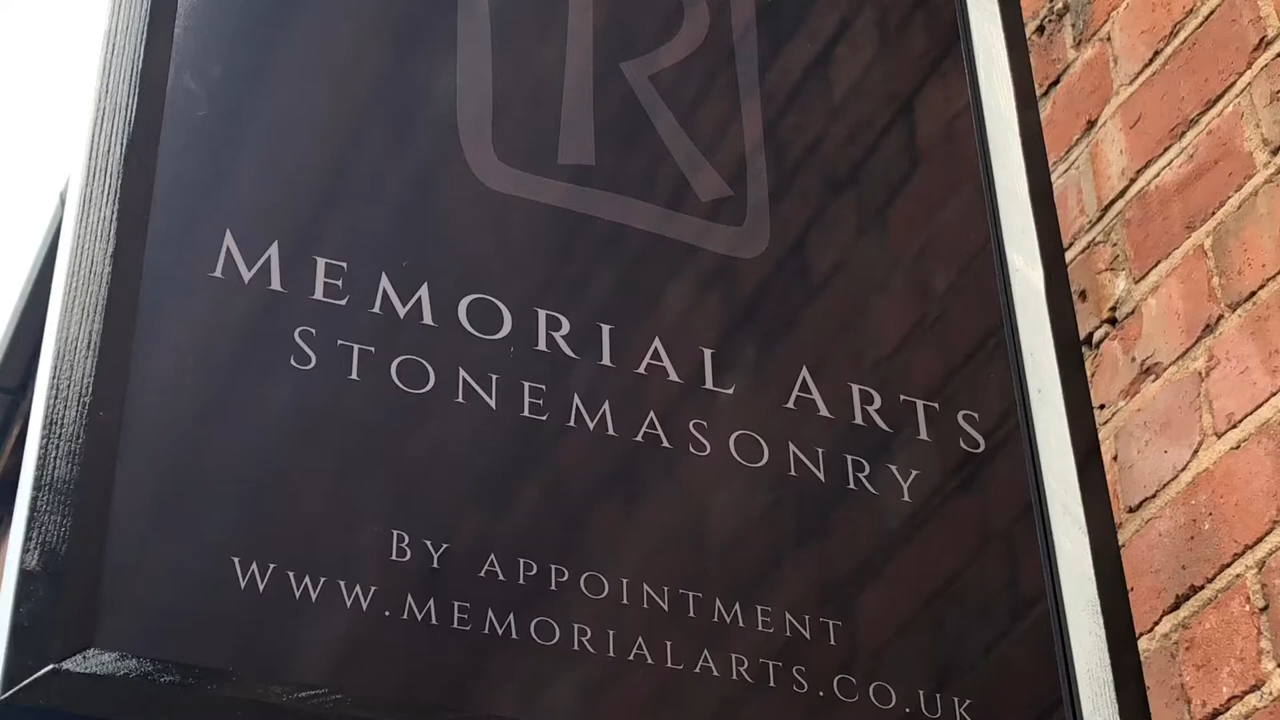 R
MEMORIAL ARTS
STONEMASONRY
BY APPOINTMENT
WWW.MEMORIALARTS.CO.UK